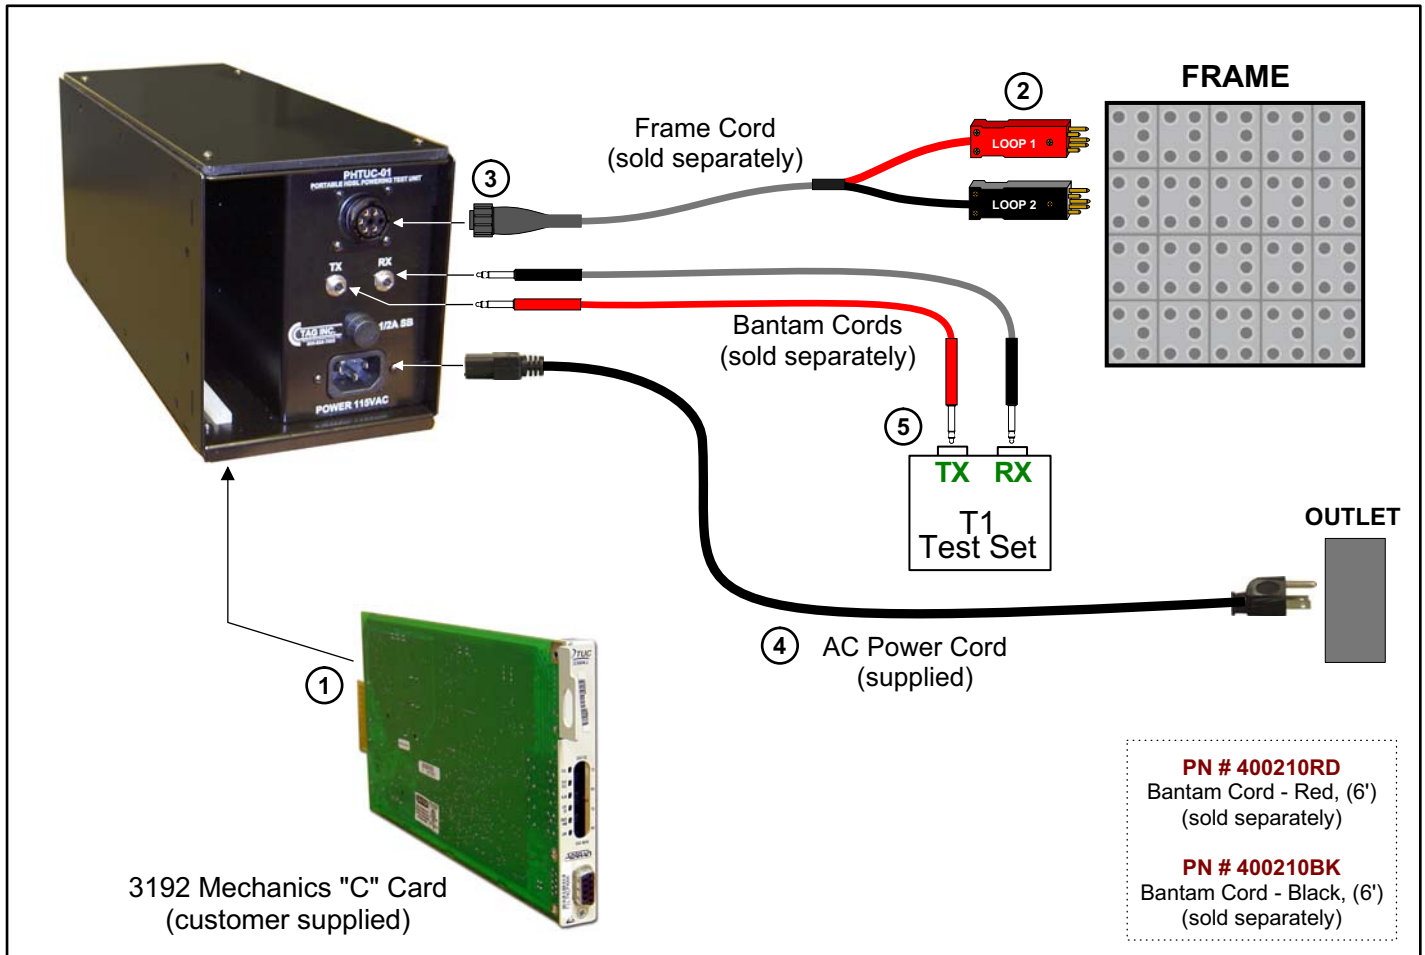 FRAME
2
Frame Cord
(sold separately)
LOOP 1
LOOP 2
3
PHTUC-01
PORTABLE HDSL POWERING TEST UNIT
TX
RX
TAG INC.
1/2A SB
POWER 115VAC
Bantam Cords
(sold separately)
5
TX RX
T1
Test Set
OUTLET
4
AC Power Cord
(supplied)
1
3192 Mechanics "C" Card
(customer supplied)
PN # 400210RD
Bantam Cord - Red, (6')
(sold separately)
PN # 400210BK
Bantam Cord - Black, (6')
(sold separately)